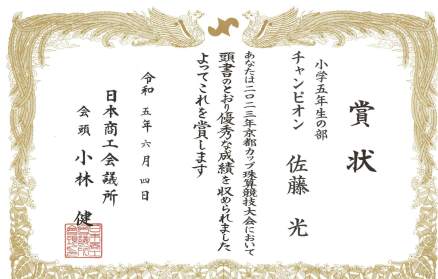 賞状
小学五年生の部
チャンピオン 佐藤 光
あなたは二〇二三年京都カップ珠算競技大会において
頭書のとおり優秀な成績を収められました
よってこれを賞します
令和 五年 六月 四日
日本商工会議所
会頭 小林 健